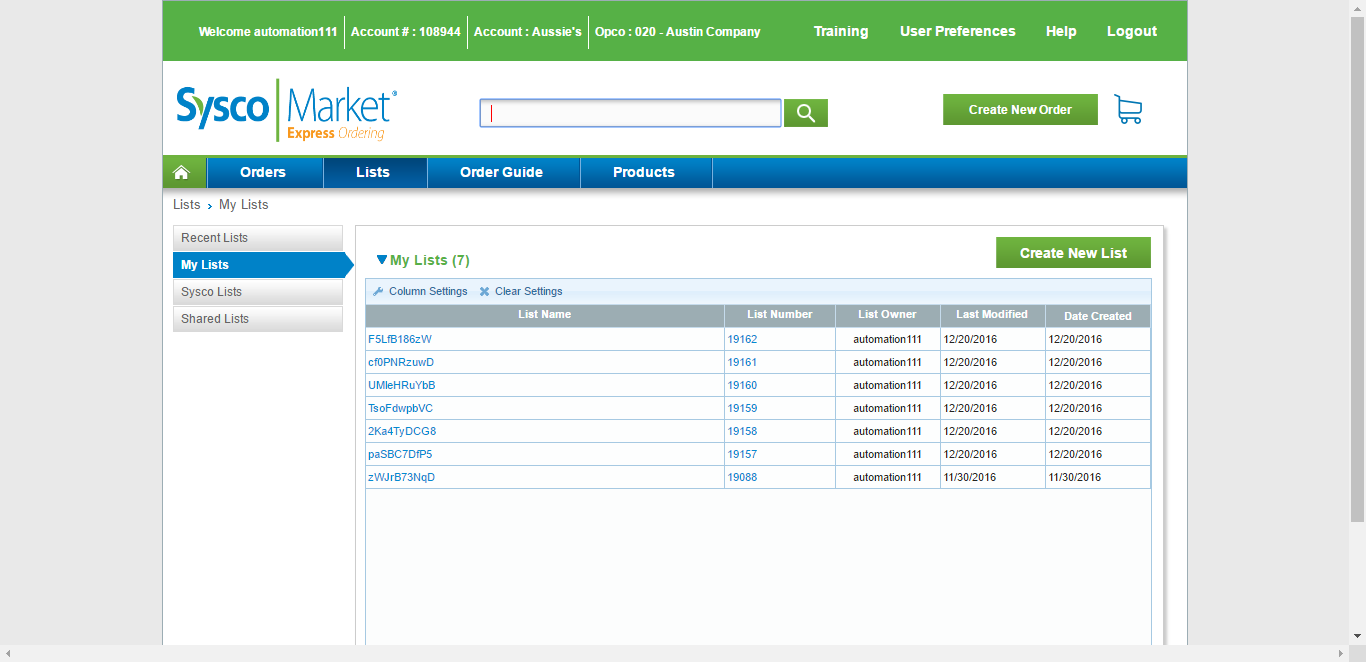 Welcome automation111 Account # : 108944 Account : Aussie's Opco : 020 - Austin Company Training User Preferences Help Logout
Sysco Market®
Express Ordering
Create New Order
Orders Lists Order Guide Products
Lists › My Lists
Recent Lists
My Lists
Sysco Lists
Shared Lists
My Lists (7)
Create New List
Column Settings Clear Settings
List Name List Number List Owner Last Modified Date Created
F5LfB186zW 19162 automation111 12/20/2016 12/20/2016
cf0PNRzuwD 19161 automation111 12/20/2016 12/20/2016
UMleHRuYbB 19160 automation111 12/20/2016 12/20/2016
TsoFdwpbVC 19159 automation111 12/20/2016 12/20/2016
2Ka4TyDCG8 19158 automation111 12/20/2016 12/20/2016
paSBC7DfP5 19157 automation111 12/20/2016 12/20/2016
zWJrB73NqD 19088 automation111 11/30/2016 11/30/2016